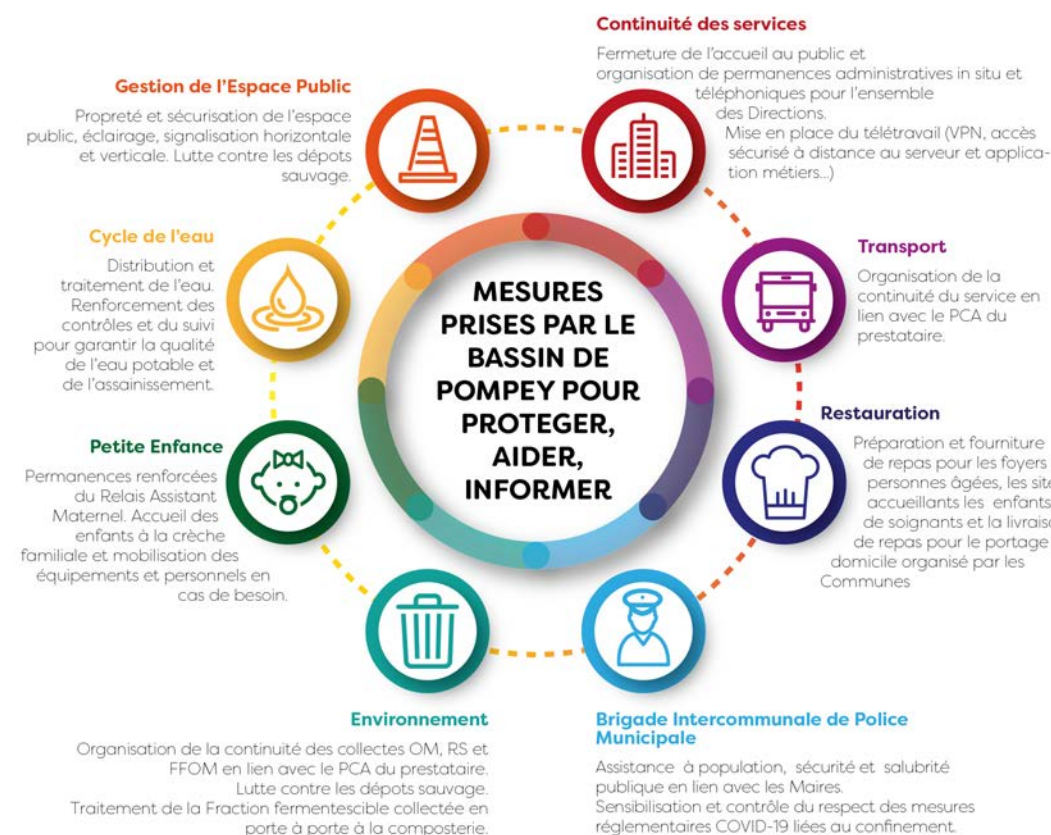 Continuité des services
Fermeture de l'accueil au public et
organisation de permanences administratives in situ et
téléphoniques pour l'ensemble
des Directions.
Mise en place du télétravail (VPN, accès
sécurisé à distance au serveur et applica-
tion métiers...)
Gestion de l'Espace Public
Propreté et sécurisation de l'espace
public, éclairage, signalisation horizontale
et verticale. Lutte contre les dépôts
sauvage.
Cycle de l'eau
Distribution et
traitement de l'eau.
Renforcement des
contrôles et du suivi
pour garantir la qualité
de l'eau potable et
de l'assainissement.
Transport
Organisation de la
continuité du service en
lien avec le PCA du
prestataire.
MESURES
PRISES PAR LE
BASSIN DE
POMPEY POUR
PROTEGER,
AIDER,
INFORMER
Petite Enfance
Permanences renforcées
du Relais Assistant
Maternel. Accueil des
enfants à la crèche
familiale et mobilisation des
équipements et personnels en
cas de besoin.
Restauration
Préparation et fourniture
de repas pour les foyers
personnes âgées, les
accueillants les enfants
de soignants et la
de repas pour le portage
domicile organisé par les
Communes
Environnement
Organisation de la continuité des collectes OM, RS et
FFOM en lien avec le PCA du prestataire.
Lutte contre les dépôts sauvage.
Traitement de la Fraction fermentescible collectée en
porte à porte à la composterie.
Brigade Intercommunale de Police
Municipale
Assistance à population, sécurité et salubrité
publique en lien avec les Maires.
Sensibilisation et contrôle du respect des mesures
réglementaires COVID-19 liées au confinement.